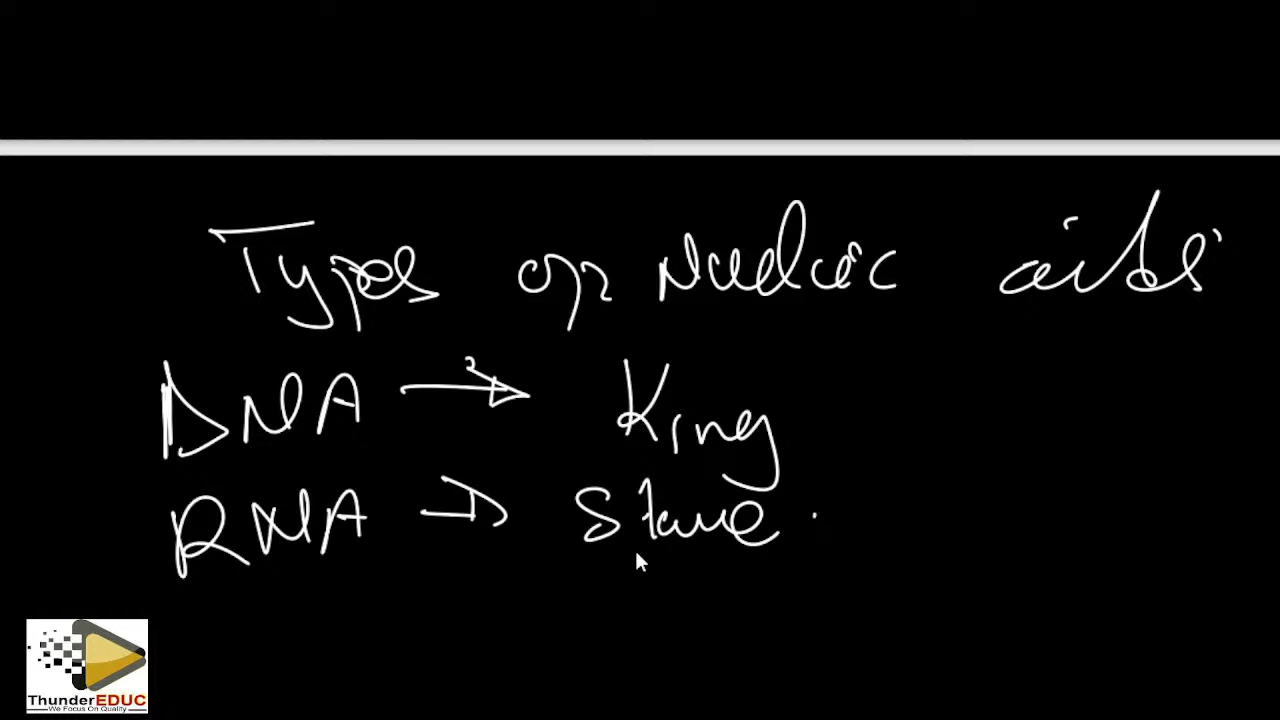 Types of Nucleic acids
DNA → King
RNA → Slave.
ThunderEDUC
We Focus On Quality